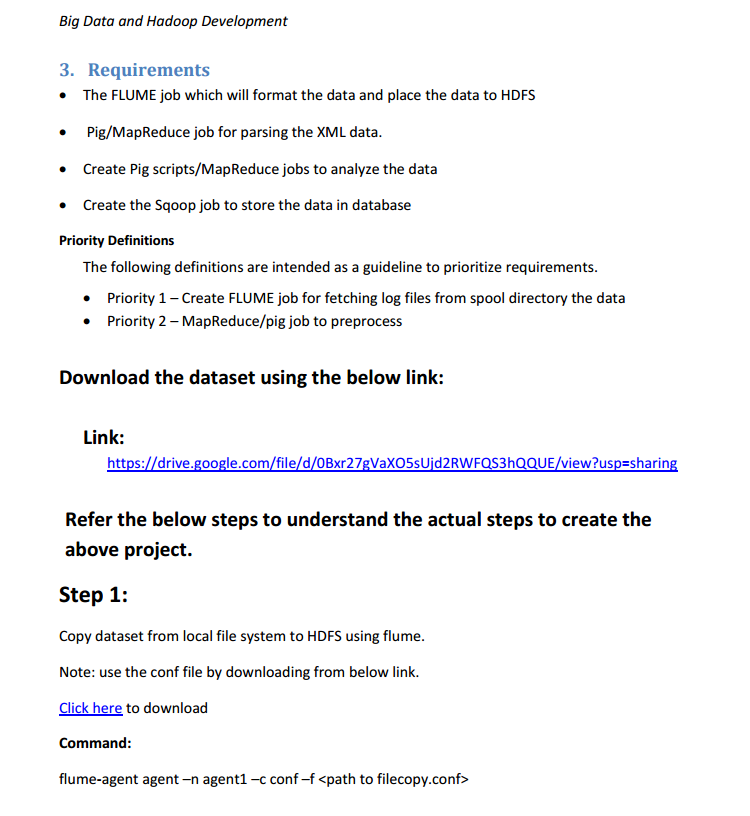 Big Data and Hadoop Development
3. Requirements
• The FLUME job which will format the data and place the data to HDFS
• Pig/MapReduce job for parsing the XML data.
• Create Pig scripts/MapReduce jobs to analyze the data
• Create the Sqoop job to store the data in database
Priority Definitions
The following definitions are intended as a guideline to prioritize requirements.
• Priority 1 – Create FLUME job for fetching log files from spool directory the data
• Priority 2 – MapReduce/pig job to preprocess
Download the dataset using the below link:
Link:
https://drive.google.com/file/d/0Bxr27gVaXO5sUjd2RWFQS3hQQUE/view?usp=sharing
Refer the below steps to understand the actual steps to create the
above project.
Step 1:
Copy dataset from local file system to HDFS using flume.
Note: use the conf file by downloading from below link.
Click here to download
Command:
flume-agent agent –n agent1 –c conf –f <path to filecopy.conf>